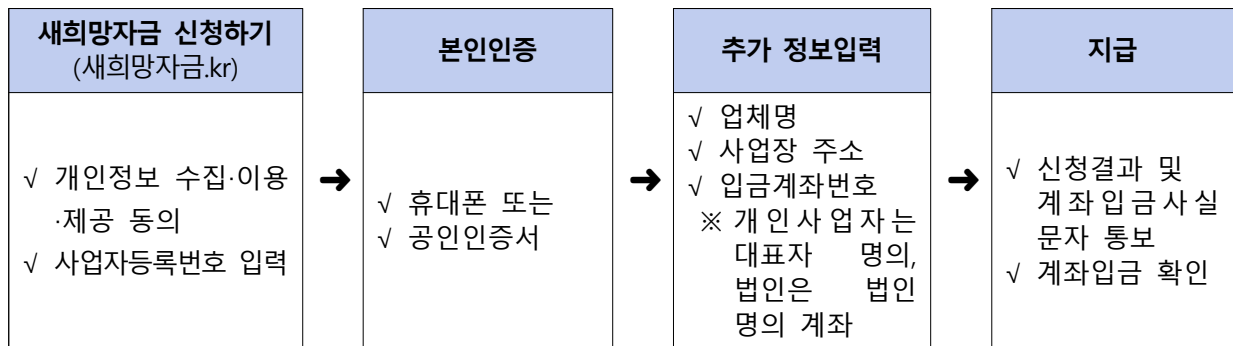 새희망자금 신청하기
(새희망자금.kr)
√ 개인정보 수집·이용
·제공 동의
√ 사업자등록번호 입력
➜
본인인증
√ 휴대폰 또는
√ 공인인증서
➜
추가 정보입력
√ 업체명
√ 사업장 주소
√ 입금계좌번호
※ 개인사업자는
대표자 명의,
법인은 법인
명의 계좌
➜
지급
√ 신청결과 및
계좌입금사실
문자 통보
√ 계좌입금 확인